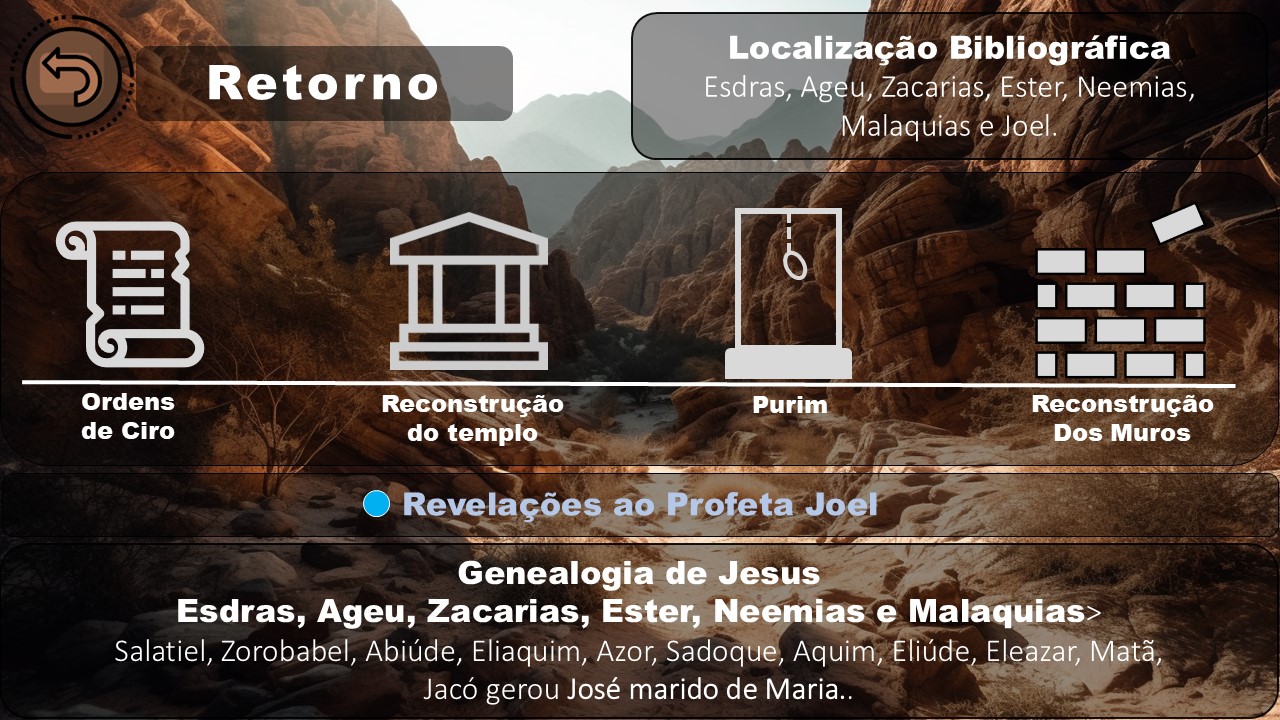 Retorno
Localização Bibliográfica
Esdras, Ageu, Zacarias, Ester, Neemias,
Malaquias e Joel.
Ordens
de Ciro
Reconstrução
do templo
Purim
Reconstrução
Dos Muros
Revelações ao Profeta Joel
Genealogia de Jesus
Esdras, Ageu, Zacarias, Ester, Neemias e Malaquias>
Salatiel, Zorobabel, Abiúde, Eliaquim, Azor, Sadoque, Aquim, Eliúde, Eleazar, Matã,
Jacó gerou José marido de Maria..